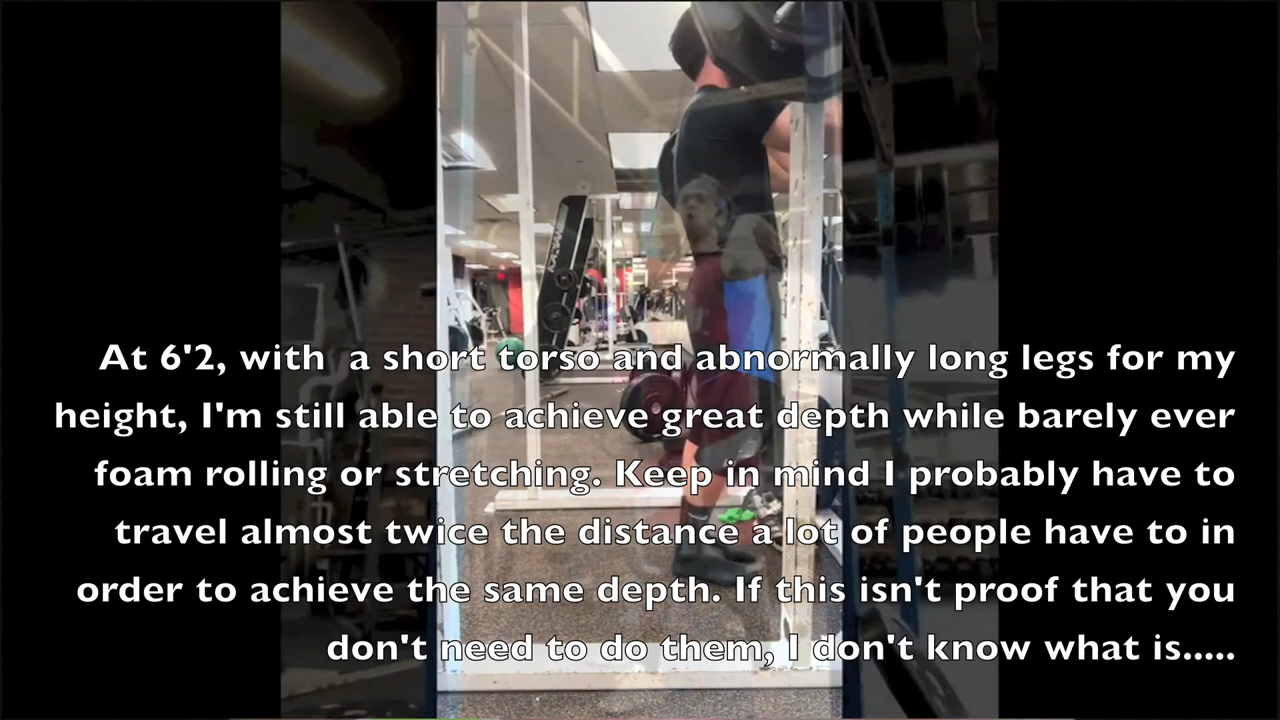 At 6'2, with  a short torso and abnormally long legs for my
height, I'm still able to achieve great depth while barely ever
foam rolling or stretching. Keep in mind I probably have to
travel almost twice the distance a lot of people have to in
order to achieve the same depth. If this isn't proof that you
don't need to do them, I don't know what is.....